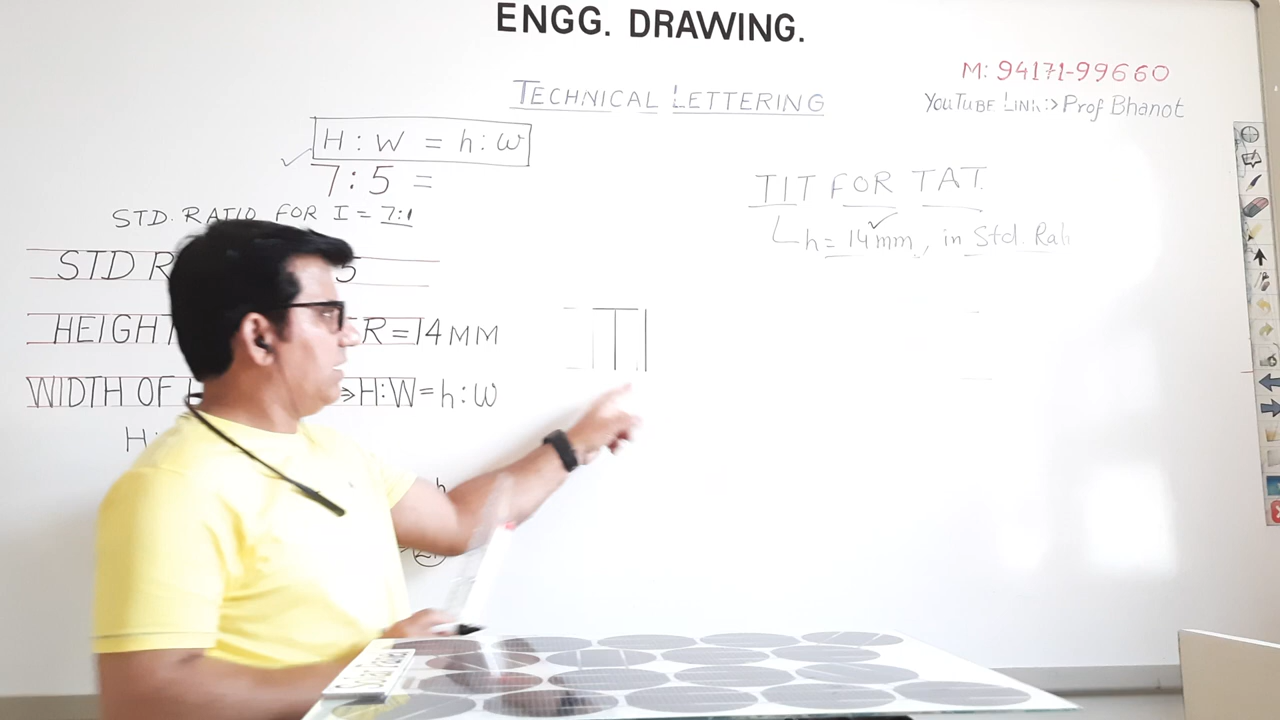 ENGG. DRAWING.
M: 94171-99660
TECHNICAL LETTERING
YOUTUBE LINK:> Prof Bhanot
H : W = h : w
7 : 5 =
TIT FOR TAT.
h = 14 mm, in Std.
STD. RATIO FOR I = 7:1
STD R 5
HEIGHT R = 14 MM
T
WIDTH OF H:W = h : w
H:
h